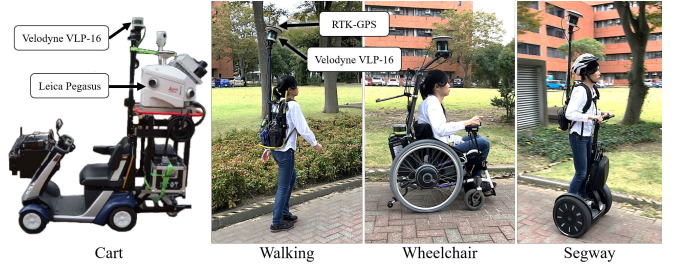 Velodyne VLP-16
Leica Pegasus
RTK-GPS
Velodyne VLP-16
Cart
Walking
Wheelchair
Segway